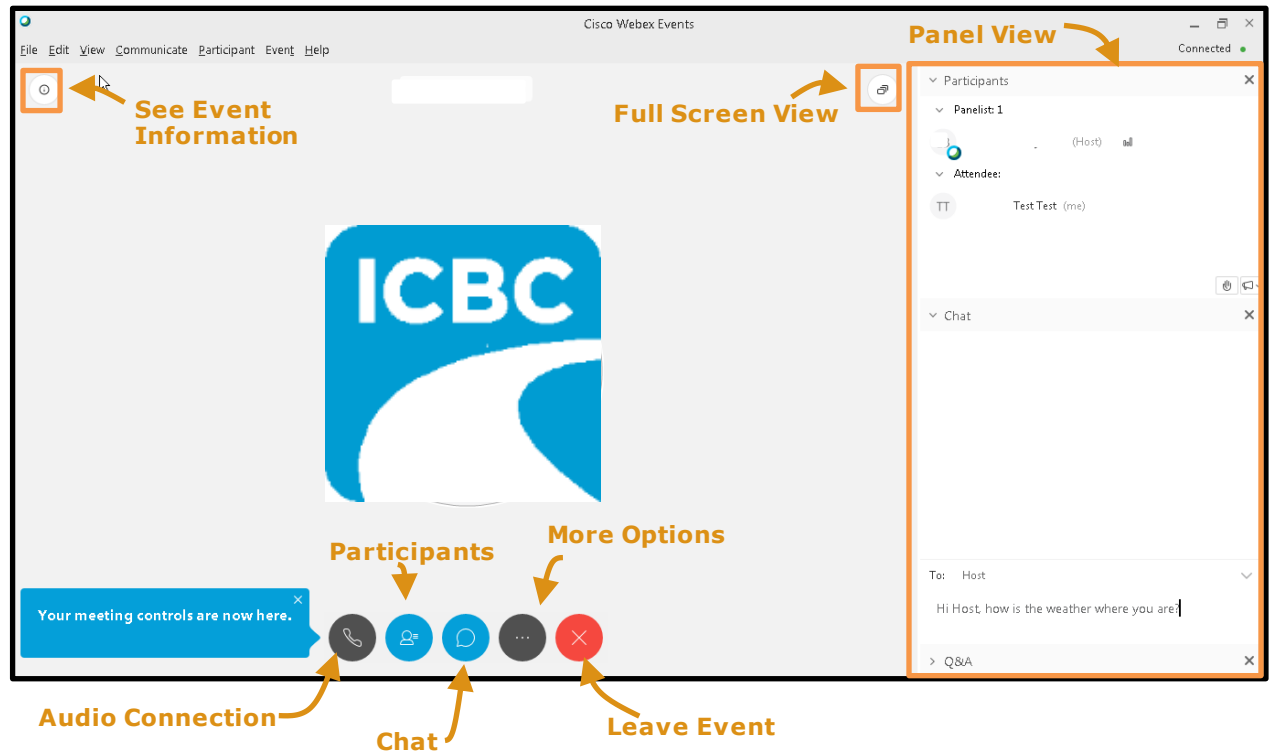 Cisco Webex Events
File Edit View Communicate Participant Event Help
Connected
Panel View
See Event
Information
Full Screen View
Participants
Panelist: 1
(Host)
Attendee:
TT Test Test (me)
Chat
ICBC
To: Host
Hi Host, how is the weather where you are?
Q&A
Participants
More Options
Your meeting controls are now here.
Audio Connection
Chat
Leave Event